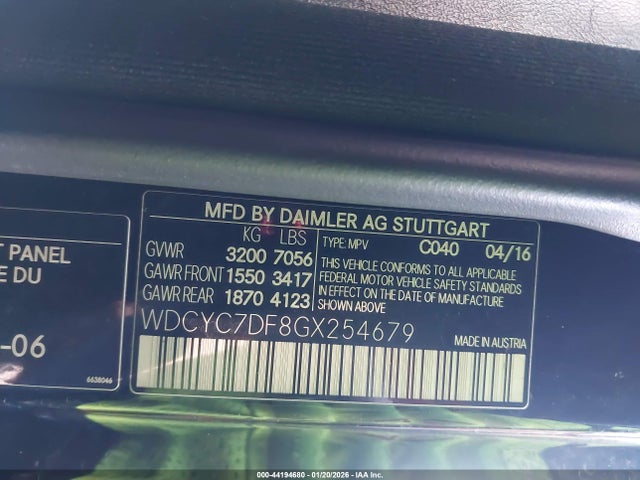 T PANEL
E DU
-06
6638046
MFD BY DAIMLER AG STUTTGART
KG LBS
GVWR 3200 7056
GAWR FRONT 1550 3417
GAWR REAR 1870 4123
TYPE: MPV C040 04/16
THIS VEHICLE CONFORMS TO ALL APPLICABLE
FEDERAL MOTOR VEHICLE SAFETY STANDARDS
IN EFFECT ON THE DATE OF MANUFACTURE
SHOWN ABOVE
WDCYC7DF8GX254679
MADE IN AUSTRIA
000-44194680 - 01/20/2026 - IAA Inc.